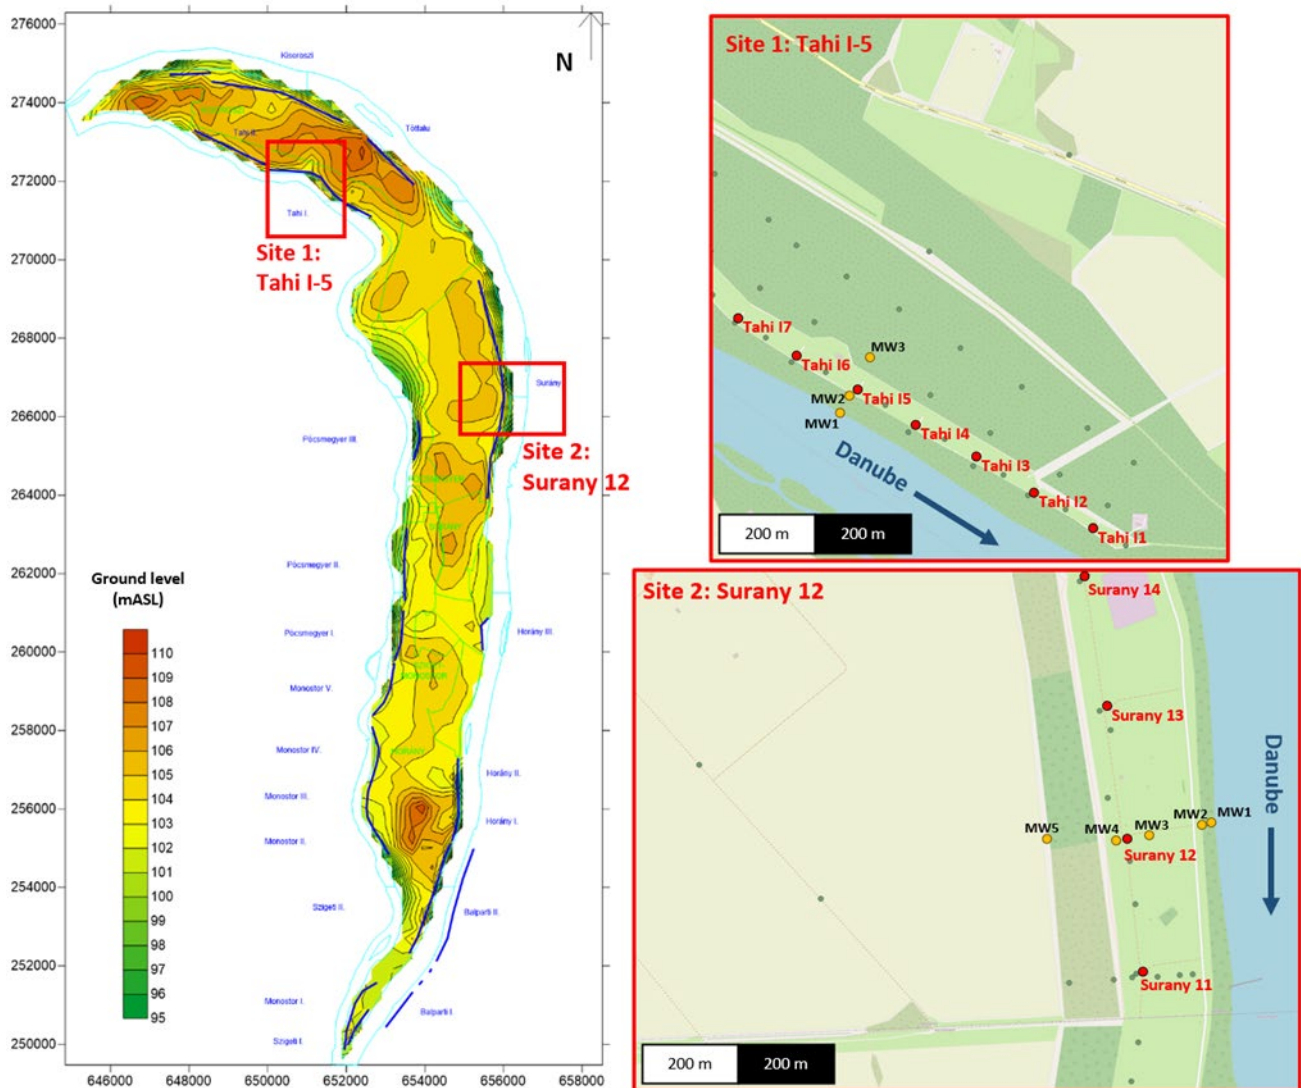 276000
274000
272000
270000
268000
266000
264000
262000
260000
258000
256000
254000
252000
250000
646000
648000
650000
652000
654000
656000
658000
N
Kisoroszi
Tótfalu
Tahi II.
Tahi I.
Site 1:
Tahi I-5
Surány
Site 2:
Surany 12
Pócsmegyer III.
Pócsmegyer II.
Pócsmegyer I.
Horány III.
Monostor V.
MONOSTOR
Monostor IV.
HORÁNY
Horány II.
Monostor III.
Horány I.
Monostor II.
Szigeti II.
Balparti II.
Monostor I.
Balparti I.
Szigeti I.
Ground level
(mASL)
110
109
108
107
106
105
104
103
102
100
99
98
97
96
95
Site 1: Tahi I-5
Tahi I7
Tahi I6
MW3
MW2
Tahi I5
MW1
Tahi I4
Tahi I3
Tahi I2
Tahi I1
Danube
200 m
200 m
Site 2: Surany 12
Surany 14
Surany 13
Danube
MW5
MW4
MW3
MW2
MW1
Surany 12
Surany 11
200 m
200 m